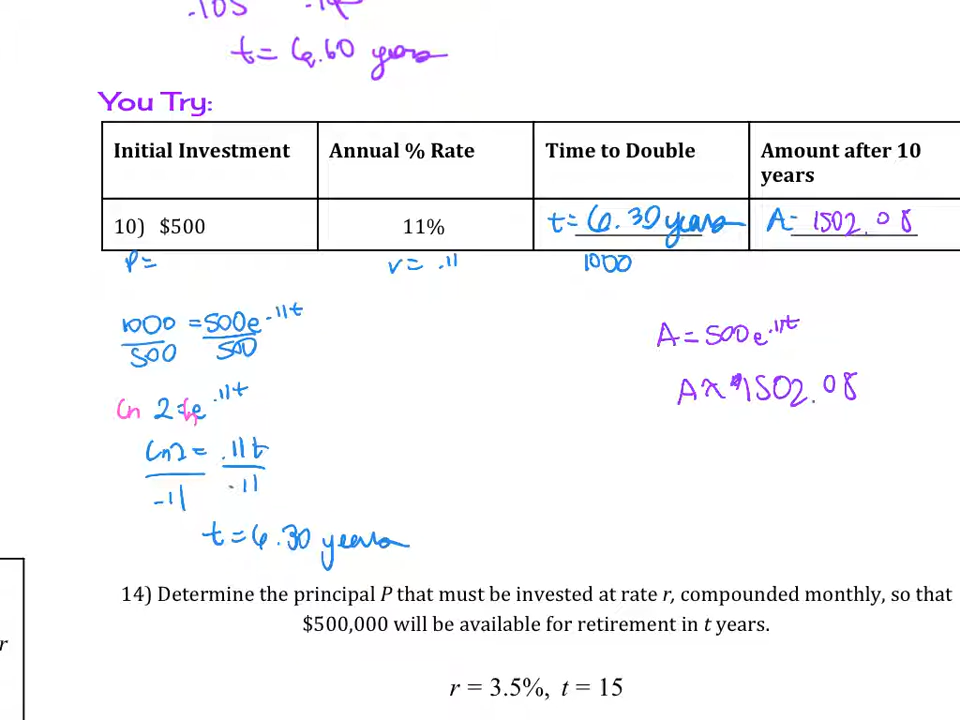 .105
t = 6.60 years
You Try:
Initial Investment Annual % Rate Time to Double Amount after 10 years
10) $500 11% t= 6.30 years A= 1502.08
P= r= .11 1000
1000 = 500e^.11t
500 500
A = 500e^.11t
A ≈ $1502.08
ln 2 = ln e^.11t
ln2 = .11t
.11 .11
t = 6.30 years
14) Determine the principal P that must be invested at rate r, compounded monthly, so that
$500,000 will be available for retirement in t years.
r
r = 3.5%, t = 15